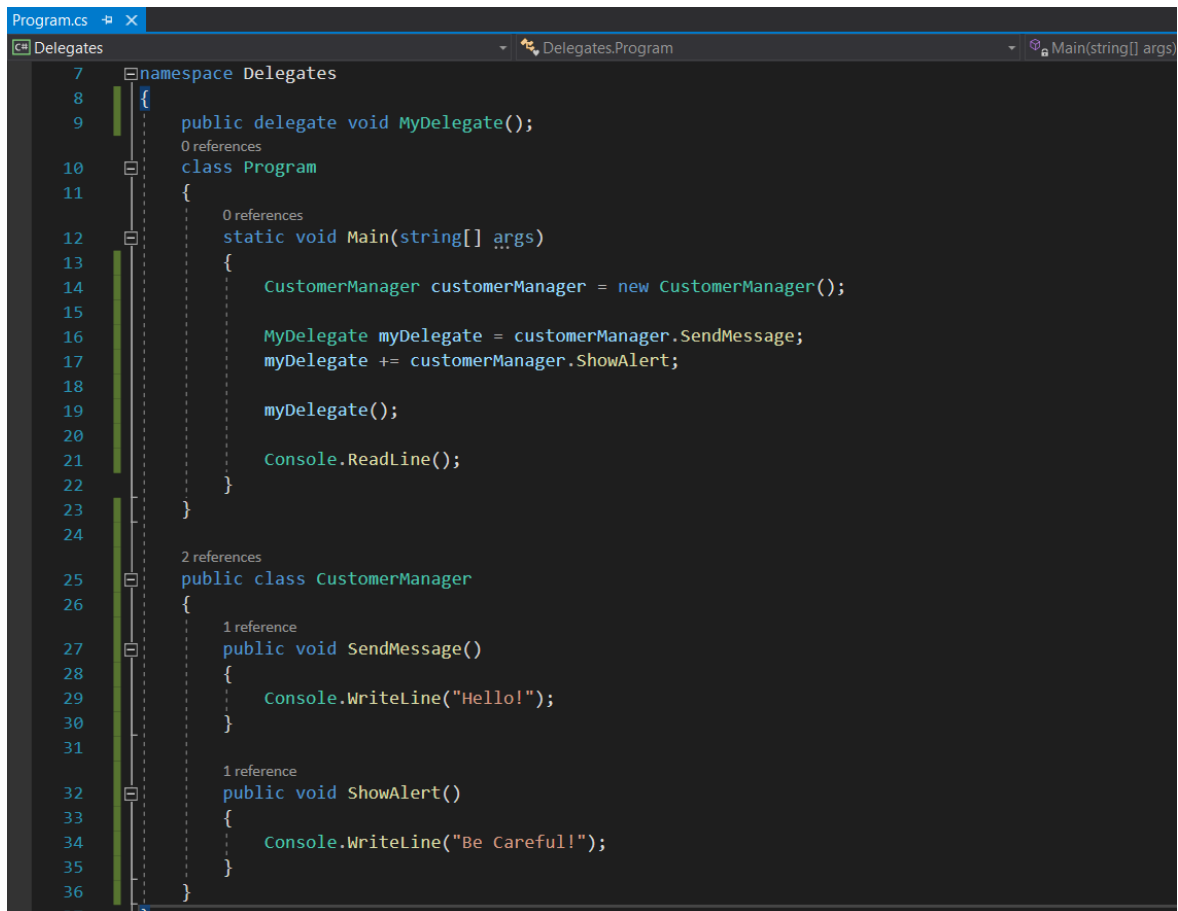 Program.cs
C# Delegates Delegates.Program Main(string[] args)
7 namespace Delegates
8 {
9 public delegate void MyDelegate();
0 references
10 class Program
11 {
0 references
12 static void Main(string[] args)
13 {
14 CustomerManager customerManager = new CustomerManager();
15
16 MyDelegate myDelegate = customerManager.SendMessage;
17 myDelegate += customerManager.ShowAlert;
18
19 myDelegate();
20
21 Console.ReadLine();
22 }
23 }
24
2 references
25 public class CustomerManager
26 {
1 reference
27 public void SendMessage()
28 {
29 Console.WriteLine("Hello!");
30 }
31
1 reference
32 public void ShowAlert()
33 {
34 Console.WriteLine("Be Careful!");
35 }
36 }